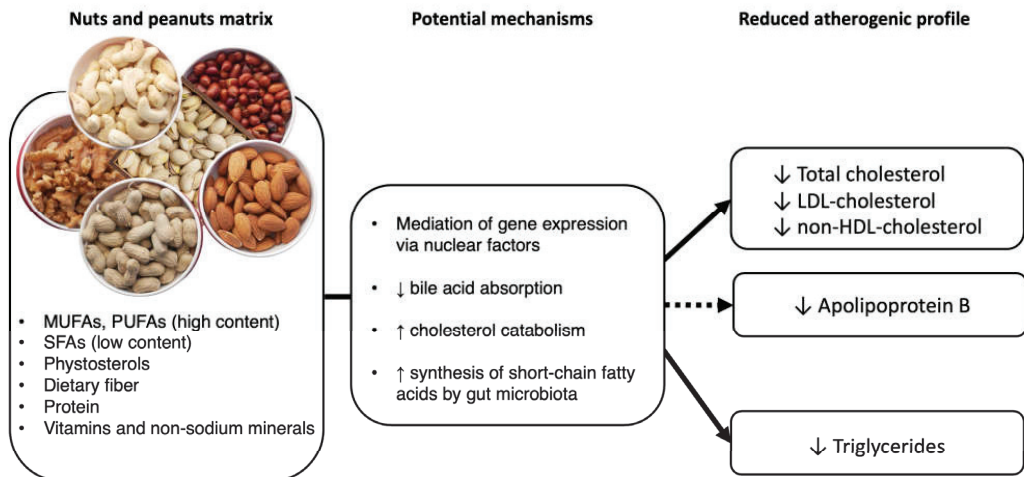 Nuts and peanuts matrix
Potential mechanisms
Reduced atherogenic profile
• MUFAs, PUFAs (high content)
• SFAs (low content)
• Phystosterols
• Dietary fiber
• Protein
• Vitamins and non-sodium minerals
• Mediation of gene expression
via nuclear factors
• ↓ bile acid absorption
• ↑ cholesterol catabolism
• ↑ synthesis of short-chain fatty
acids by gut microbiota
↓ Total cholesterol
↓ LDL-cholesterol
↓ non-HDL-cholesterol
↓ Apolipoprotein B
↓ Triglycerides